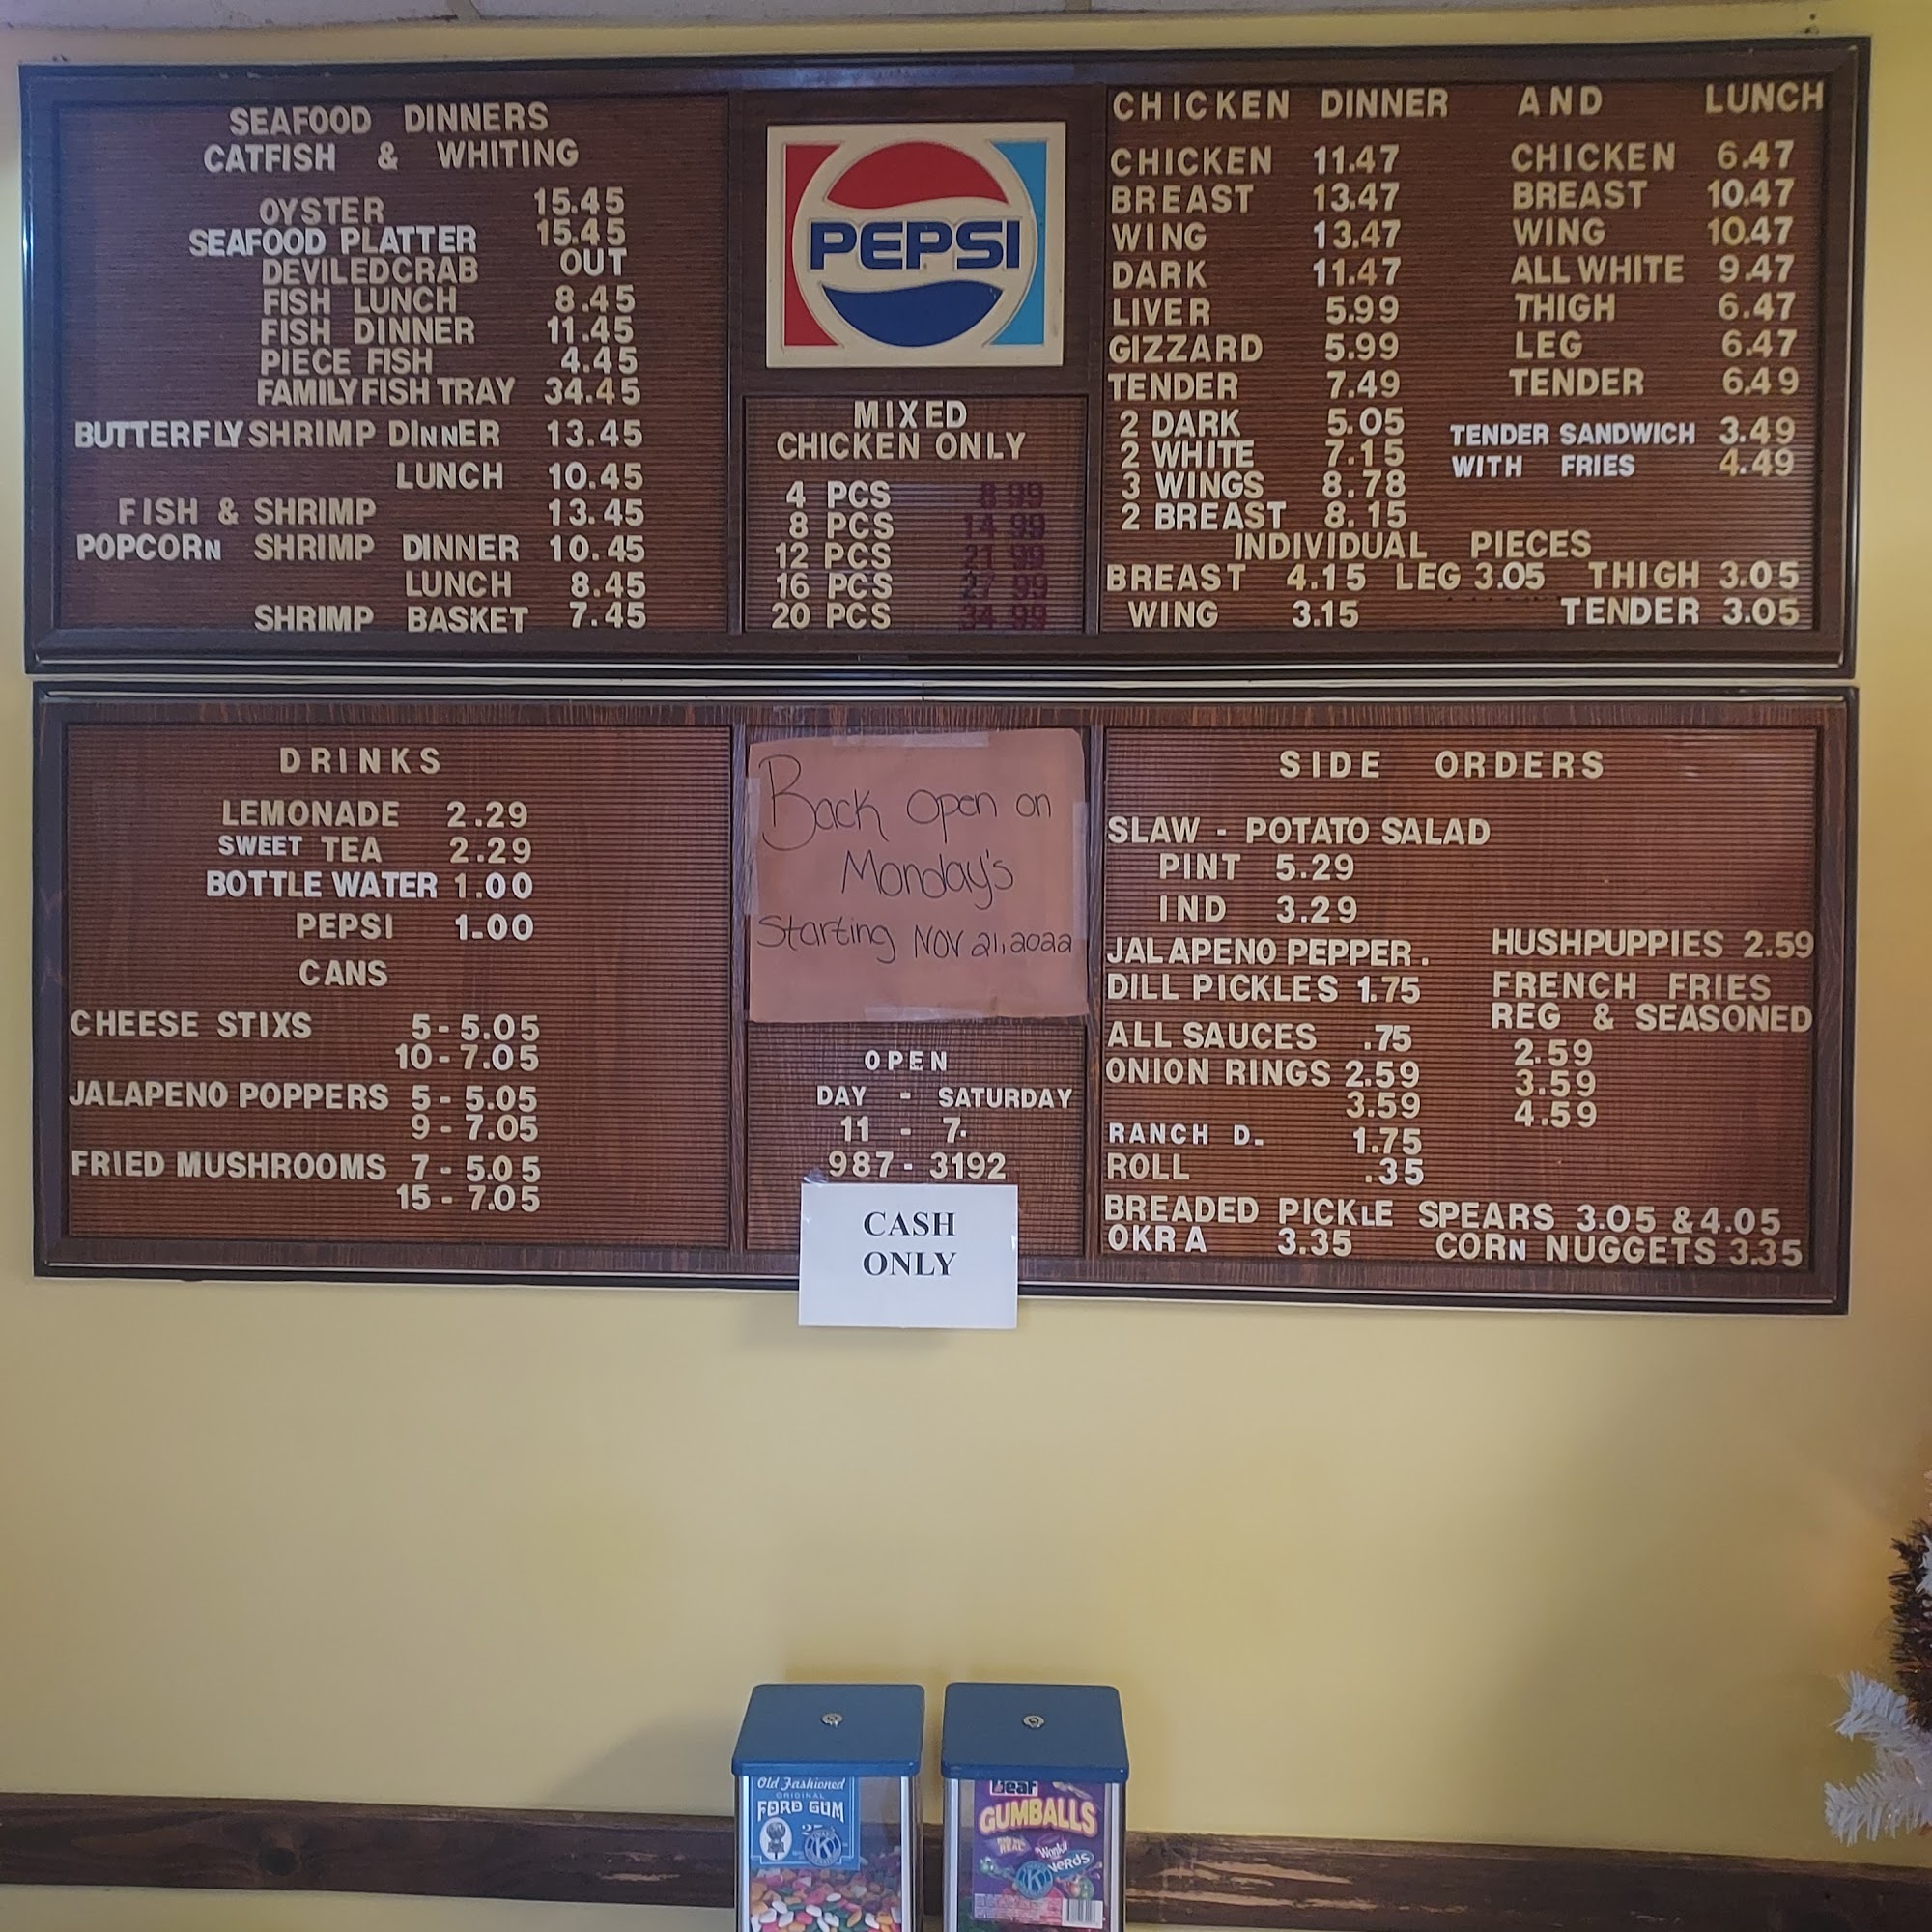 SEAFOOD DINNERS
CATFISH & WHITING
OYSTER 15.45
SEAFOOD PLATTER 15.45
DEVILEDCRAB OUT
FISH LUNCH 8.45
FISH DINNER 11.45
PIECE FISH 4.45
FAMILY FISH TRAY 34.45
BUTTERFLY SHRIMP DINNER 13.45
LUNCH 10.45
FISH & SHRIMP 13.45
POPCORN SHRIMP DINNER 10.45
LUNCH 8.45
SHRIMP BASKET 7.45
PEPSI
MIXED
CHICKEN ONLY
4 PCS 8.99
8 PCS 14.99
12 PCS 21.99
16 PCS 27.99
20 PCS 34.99
CHICKEN DINNER AND LUNCH
CHICKEN 11.47
BREAST 13.47
WING 13.47
DARK 11.47
LIVER 5.99
GIZZARD 5.99
TENDER 7.49
2 DARK 5.05
2 WHITE 7.15
3 WINGS 8.78
2 BREAST 8.15
CHICKEN 6.47
BREAST 10.47
WING 10.47
ALL WHITE 9.47
THIGH 6.47
LEG 6.47
TENDER 6.49
TENDER SANDWICH 3.49
WITH FRIES 4.49
INDIVIDUAL PIECES
BREAST 4.15 LEG 3.05 THIGH 3.05
WING 3.15 TENDER 3.05
DRINKS
LEMONADE 2.29
SWEET TEA 2.29
BOTTLE WATER 1.00
PEPSI 1.00
CANS
CHEESE STIXS 5-5.05
10-7.05
JALAPENO POPPERS 5-5.05
9-7.05
FRIED MUSHROOMS 7-5.05
15-7.05
Back open on
Monday's
Starting NOV 21, 2022
OPEN
DAY - SATURDAY
11 - 7.
987-3192
CASH
ONLY
SIDE ORDERS
SLAW - POTATO SALAD
PINT 5.29
IND 3.29
JALAPENO PEPPER.
DILL PICKLES 1.75
ALL SAUCES .75
ONION RINGS 2.59
3.59
RANCH D. 1.75
ROLL .35
HUSHPUPPIES 2.59
FRENCH FRIES
REG & SEASONED
2.59
3.59
4.59
BREADED PICKLE SPEARS 3.05 & 4.05
OKRA 3.35 CORN NUGGETS 3.35
Old Fashioned
ORIGINAL
FORD GUM
K
Leaf
GUMBALLS
Wonka
NERDS
K